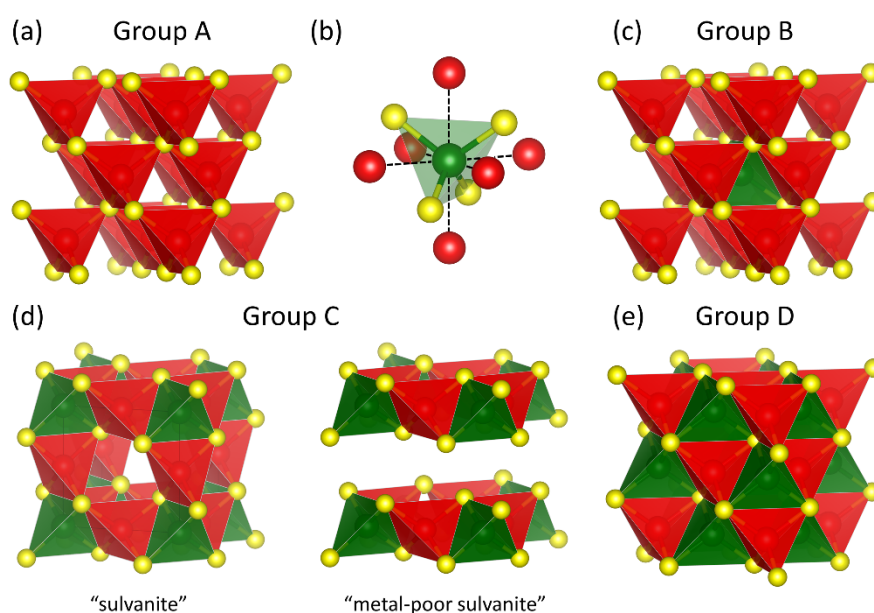 (a) Group A
(b)
(c) Group B
(d) Group C
(e) Group D
“sulvanite”
“metal-poor sulvanite”